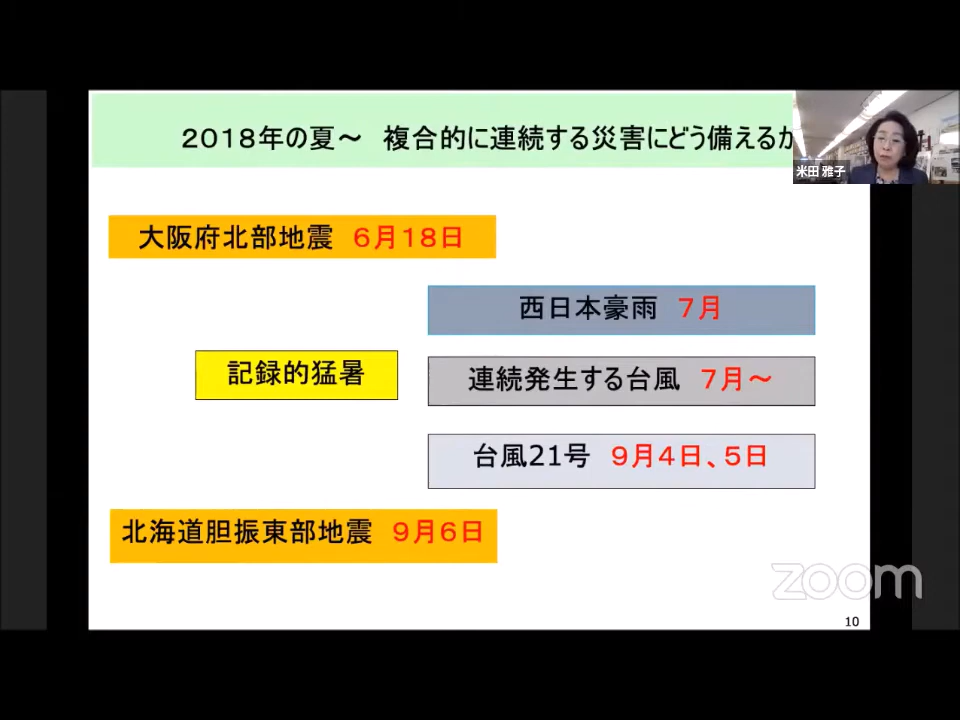 ２０１８年の夏～　複合的に連続する災害にどう備えるか
米田 雅子
大阪府北部地震　６月１８日
西日本豪雨　７月
記録的猛暑
連続発生する台風　７月～
台風21号　９月４日、５日
北海道胆振東部地震　９月６日
zoom
10